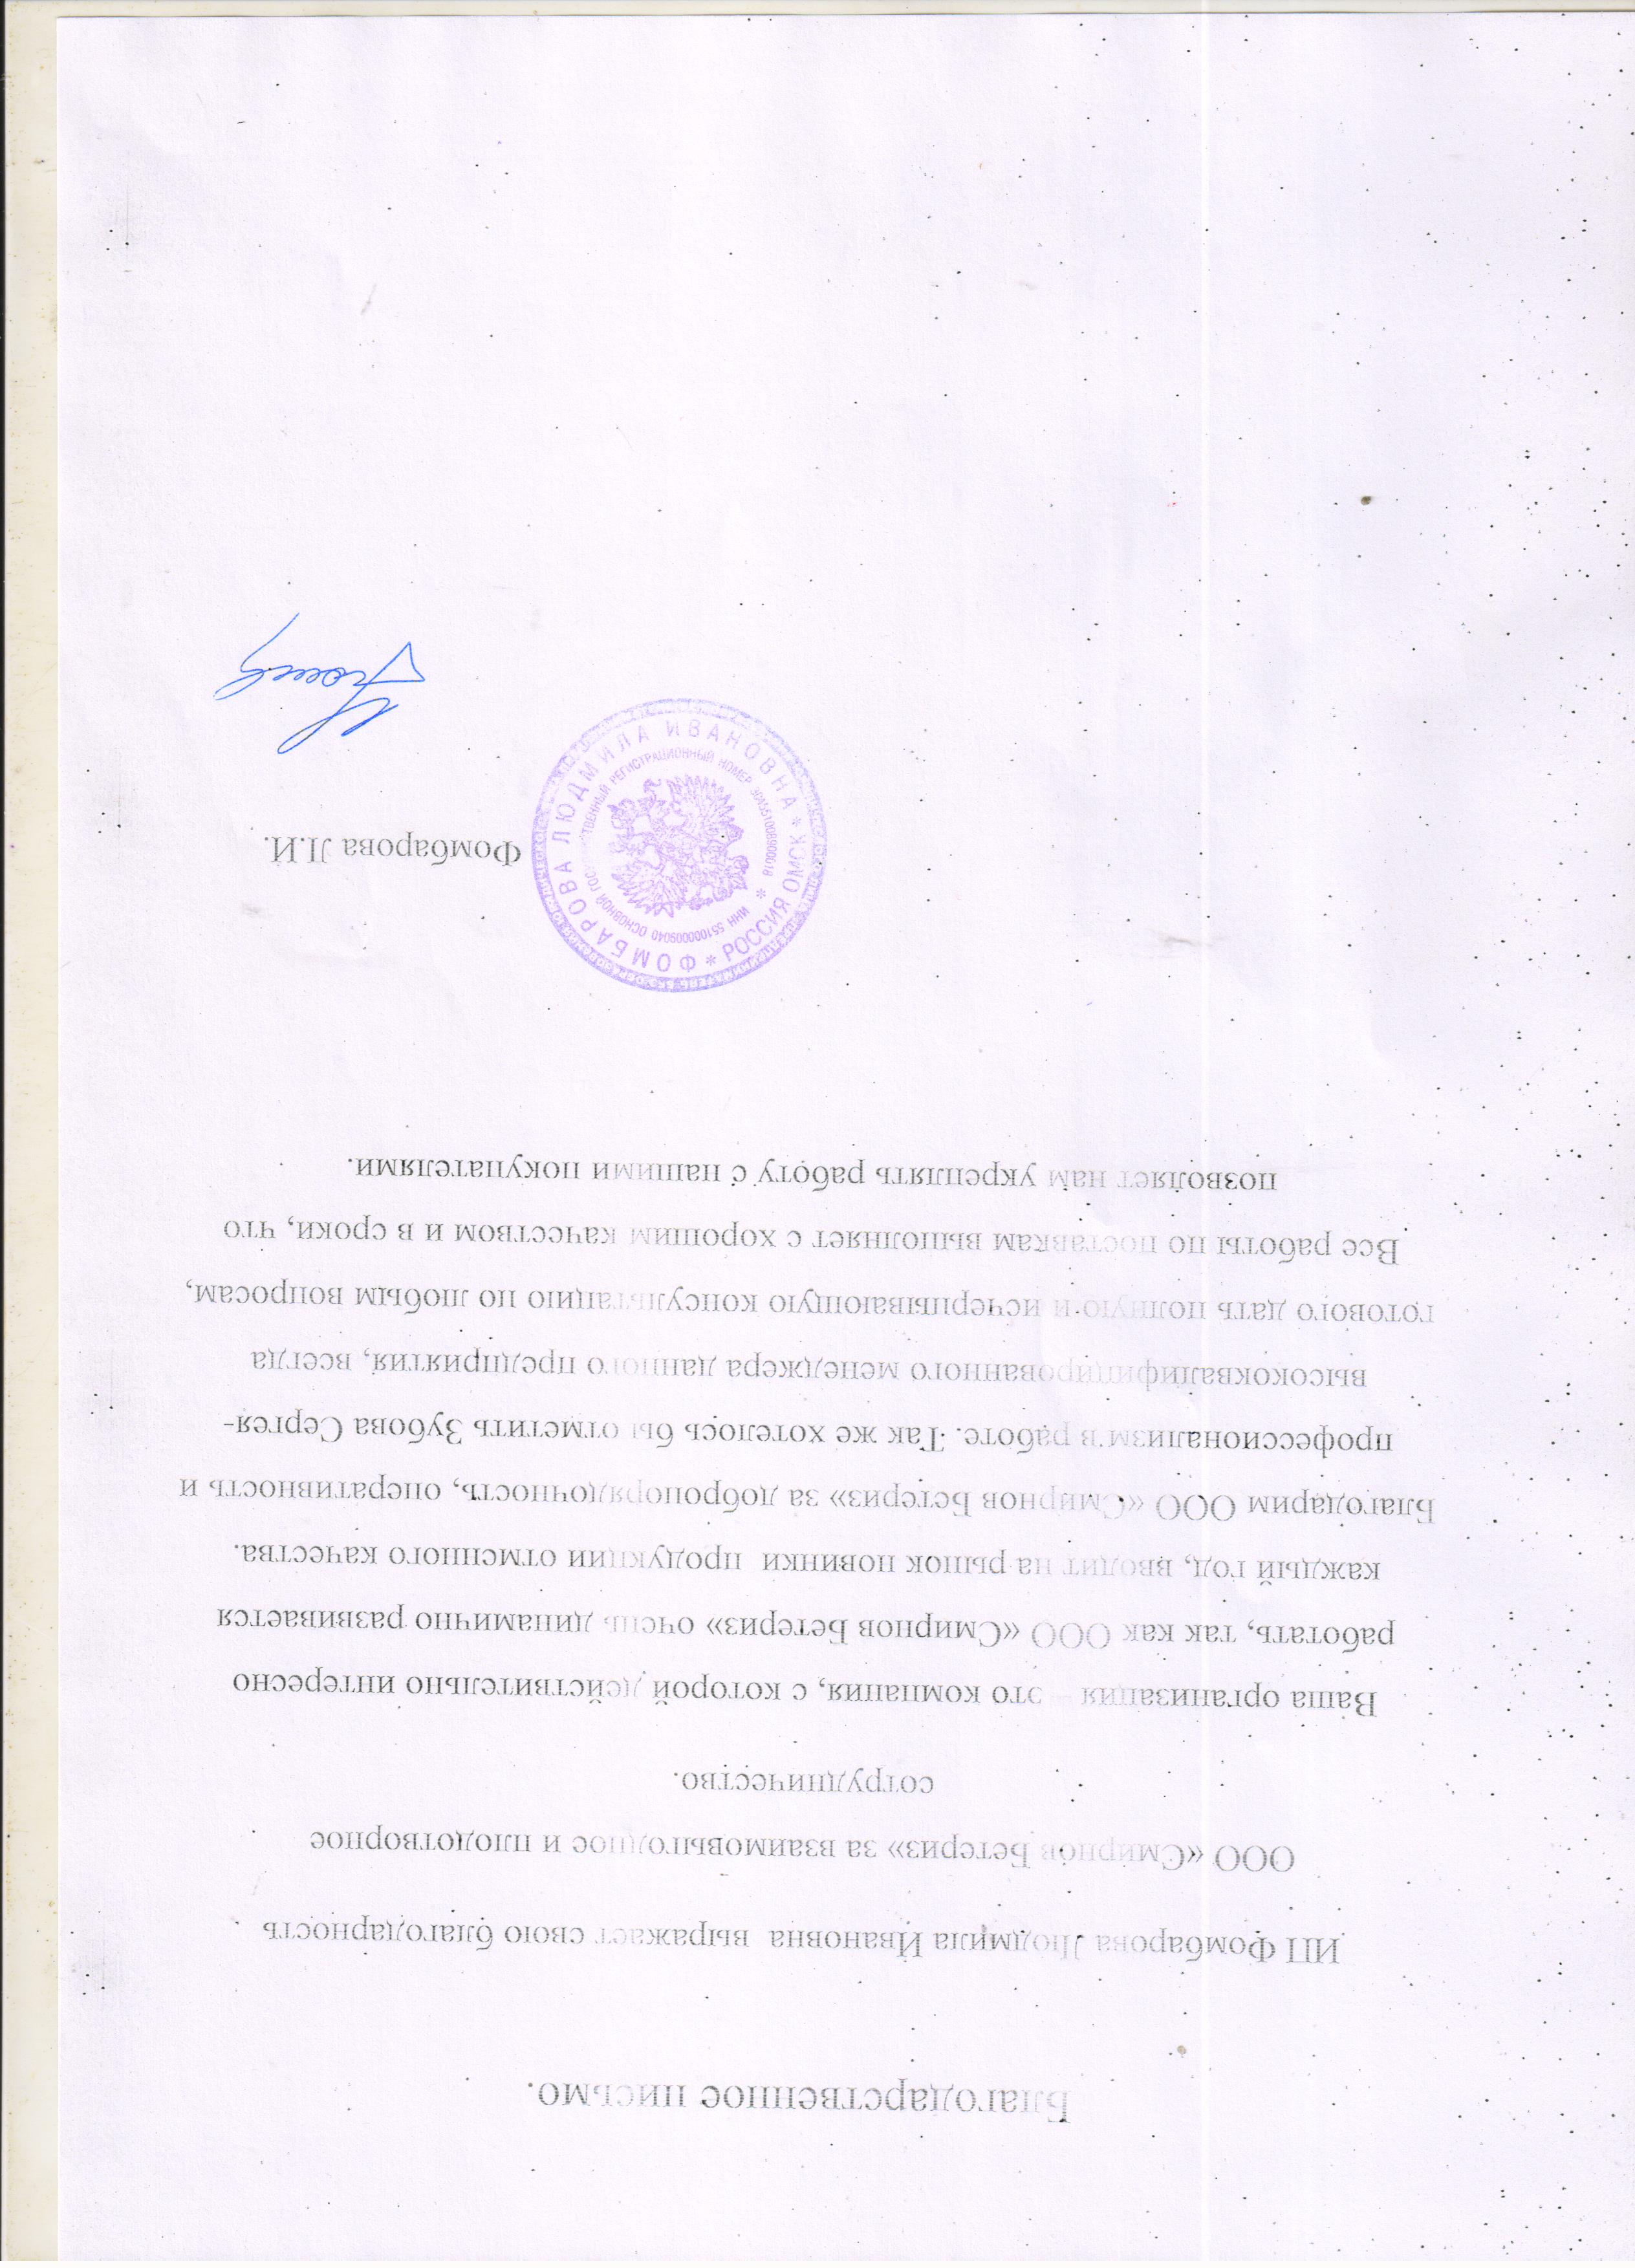 Благодарственное письмо.
ИП Фомбарова Людмила Ивановна выражает свою благодарность
ООО «Смирнов Бетериз» за взаимовыгодное и плодотворное
сотрудничество.
Ваша организация – это компания, с которой действительно интересно
работать, так как ООО «Смирнов Бетериз» очень динамично развивается
каждый год, вводит на рынок новинки продукции отменного качества.
Благодарим ООО «Смирнов Бетериз» за добропорядочность, оперативность и
профессионализм в работе. Так же хотелось бы отметить Зубова Сергея-
высококвалифицированного менеджера данного предприятия, всегда
готового дать полную и исчерпывающую консультацию по любым вопросам,
Все работы по поставкам выполняет с хорошим качеством и в сроки, что
позволяет нам укреплять работу с нашими покупателями.
Фомбарова Л.И.
ФОМБАРОВА ЛЮДМИЛА ИВАНОВНА * РОССИЯ ОМСК *
ИНН 551000009040 ОСНОВНОЙ ГОС ТВЕННЫЙ РЕГИСТРАЦИОННЫЙ НОМЕР